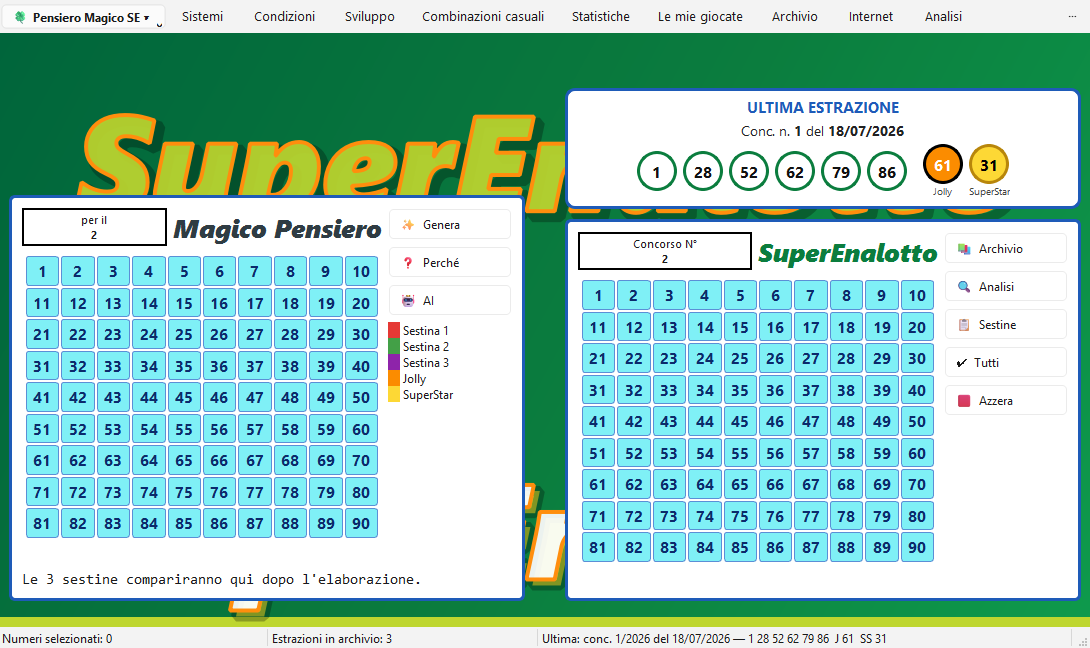 Pensiero Magico SE ▾ Sistemi Condizioni Sviluppo Combinazioni casuali Statistiche Le mie giocate Archivio Internet Analisi ...
ULTIMA ESTRAZIONE
Conc. n. 1 del 18/07/2026
1 28 52 62 79 86 61 31
Jolly SuperStar
per il
2
Magico Pensiero
1 2 3 4 5 6 7 8 9 10
11 12 13 14 15 16 17 18 19 20
21 22 23 24 25 26 27 28 29 30
31 32 33 34 35 36 37 38 39 40
41 42 43 44 45 46 47 48 49 50
51 52 53 54 55 56 57 58 59 60
61 62 63 64 65 66 67 68 69 70
71 72 73 74 75 76 77 78 79 80
81 82 83 84 85 86 87 88 89 90
✨ Genera
❓ Perché
AI
Sestina 1
Sestina 2
Sestina 3
Jolly
SuperStar
Le 3 sestine compariranno qui dopo l'elaborazione.
Concorso N°
2
SuperEnalotto
1 2 3 4 5 6 7 8 9 10
11 12 13 14 15 16 17 18 19 20
21 22 23 24 25 26 27 28 29 30
31 32 33 34 35 36 37 38 39 40
41 42 43 44 45 46 47 48 49 50
51 52 53 54 55 56 57 58 59 60
61 62 63 64 65 66 67 68 69 70
71 72 73 74 75 76 77 78 79 80
81 82 83 84 85 86 87 88 89 90
Archivio
Analisi
Sestine
✔ Tutti
Azzera
Numeri selezionati: 0 Estrazioni in archivio: 3 Ultima: conc. 1/2026 del 18/07/2026 — 1 28 52 62 79 86 J 61 SS 31